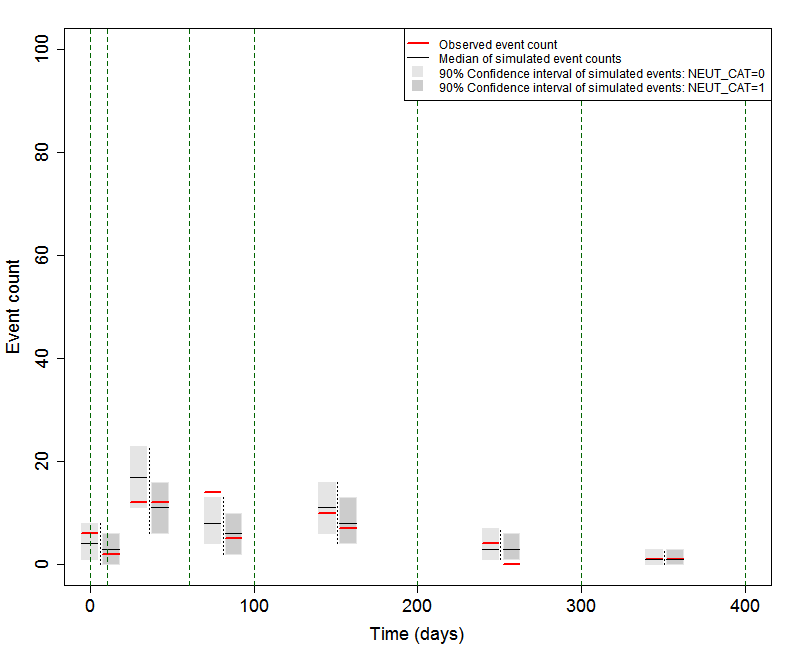 Observed event count
Median of simulated event counts
90% Confidence interval of simulated events: NEUT_CAT=0
90% Confidence interval of simulated events: NEUT_CAT=1
100
80
60
40
20
0
Event count
0 100 200 300 400
Time (days)